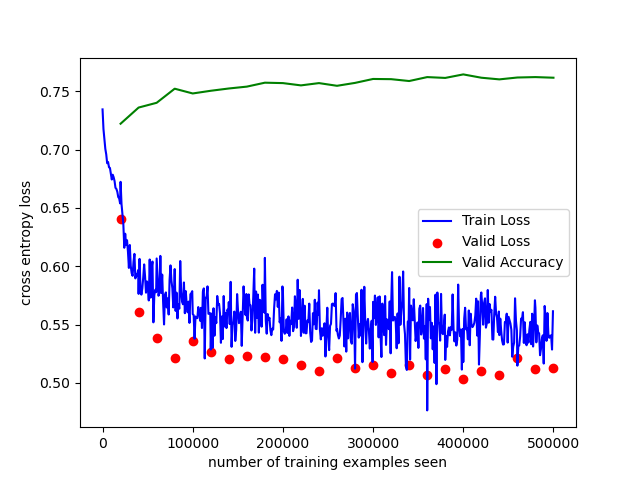 0.75
0.70
0.65
0.60
0.55
0.50
cross entropy loss
Train Loss
Valid Loss
Valid Accuracy
0 100000 200000 300000 400000 500000
number of training examples seen